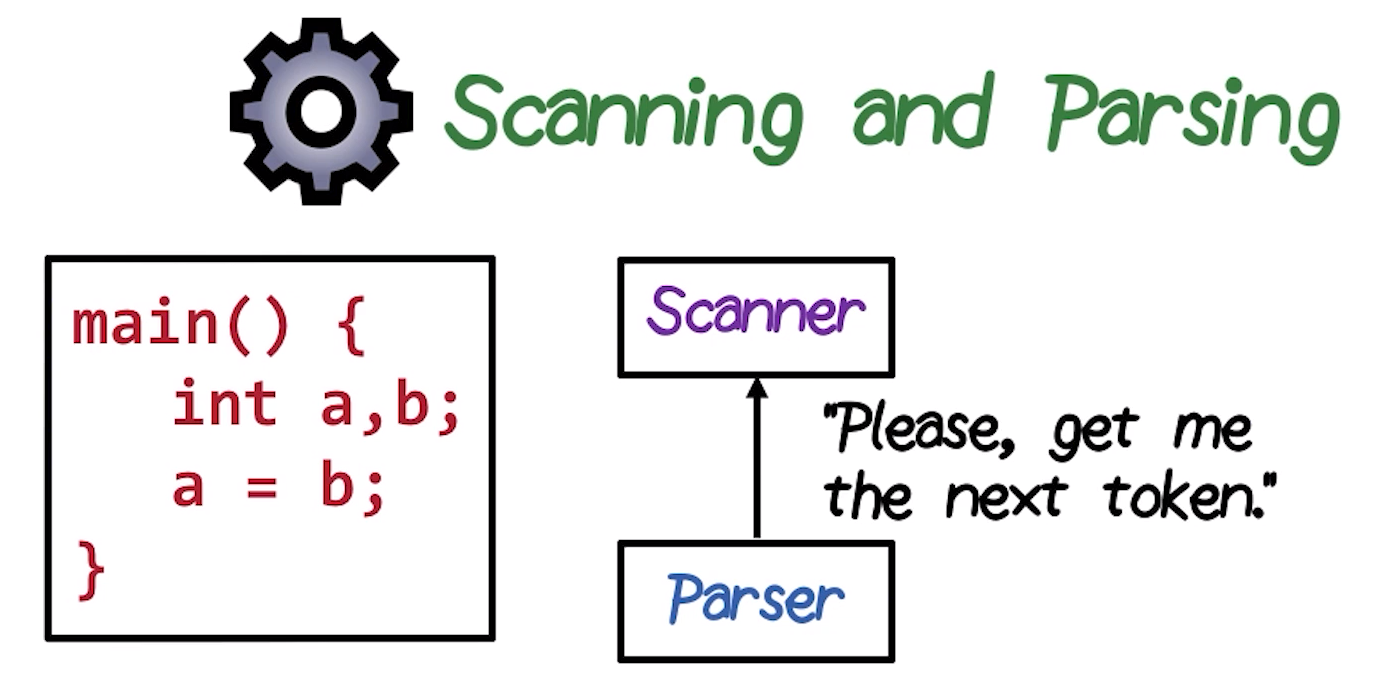 Scanning and Parsing
main() {
int a,b;
a = b;
}
Scanner
"Please, get me
the next token."
Parser